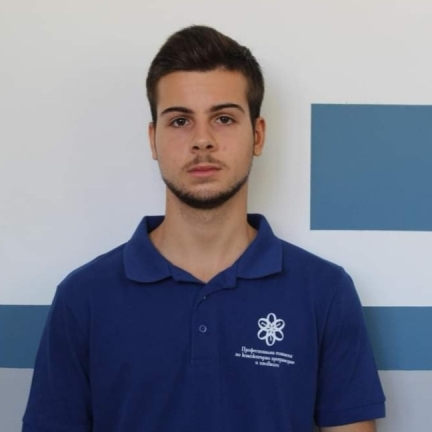 Професионална гимназия
по компютърно програмиране
и иновации